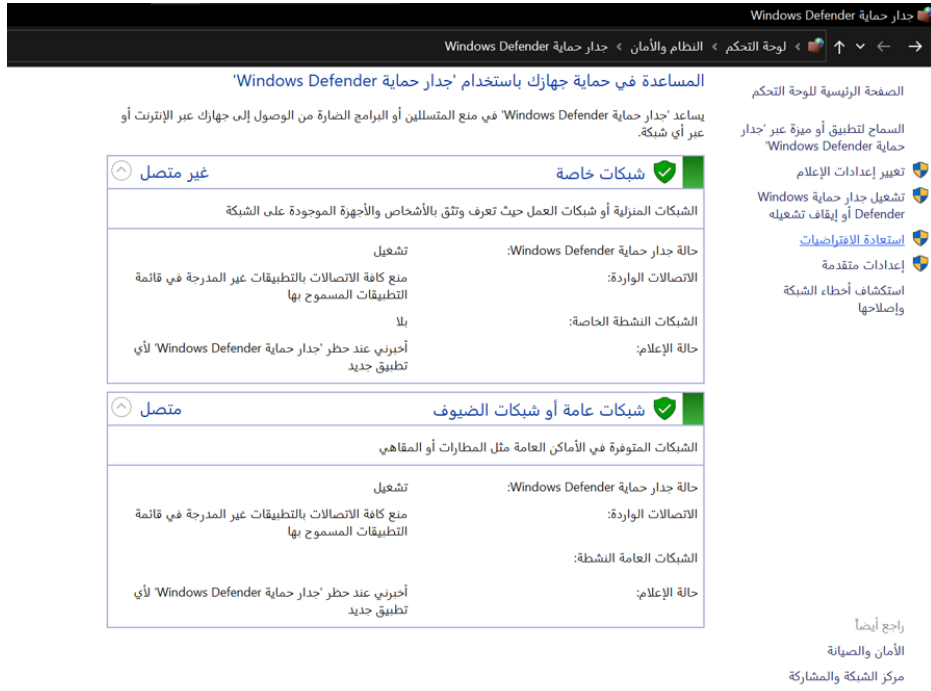 جدار حماية Windows Defender
لوحة التحكم
النظام والأمان
جدار حماية Windows Defender
الصفحة الرئيسية للوحة التحكم
السماح لتطبيق أو ميزة عبر 'جدار
حماية Windows Defender'
تغيير إعدادات الإعلام
تشغيل جدار حماية Windows
Defender أو إيقاف تشغيله
استعادة الافتراضيات
إعدادات متقدمة
استكشاف أخطاء الشبكة
وإصلاحها
المساعدة في حماية جهازك باستخدام 'جدار حماية Windows Defender'
يساعد 'جدار حماية Windows Defender' في منع المتسللين أو البرامج الضارة من الوصول إلى جهازك عبر الإنترنت أو
عبر أي شبكة.
شبكات خاصة
غير متصل
الشبكات المنزلية أو شبكات العمل حيث تعرف وتثق بالأشخاص والأجهزة الموجودة على الشبكة
حالة جدار حماية Windows Defender:
تشغيل
الاتصالات الواردة:
منع كافة الاتصالات بالتطبيقات غير المدرجة في قائمة
التطبيقات المسموح بها
الشبكات النشطة الخاصة:
بلا
حالة الإعلام:
أخبرني عند حظر 'جدار حماية Windows Defender' لأي
تطبيق جديد
شبكات عامة أو شبكات الضيوف
متصل
الشبكات المتوفرة في الأماكن العامة مثل المطارات أو المقاهي
حالة جدار حماية Windows Defender:
تشغيل
الاتصالات الواردة:
منع كافة الاتصالات بالتطبيقات غير المدرجة في قائمة
التطبيقات المسموح بها
الشبكات العامة النشطة:
حالة الإعلام:
أخبرني عند حظر 'جدار حماية Windows Defender' لأي
تطبيق جديد
راجع أيضاً
الأمان والصيانة
مركز الشبكة والمشاركة